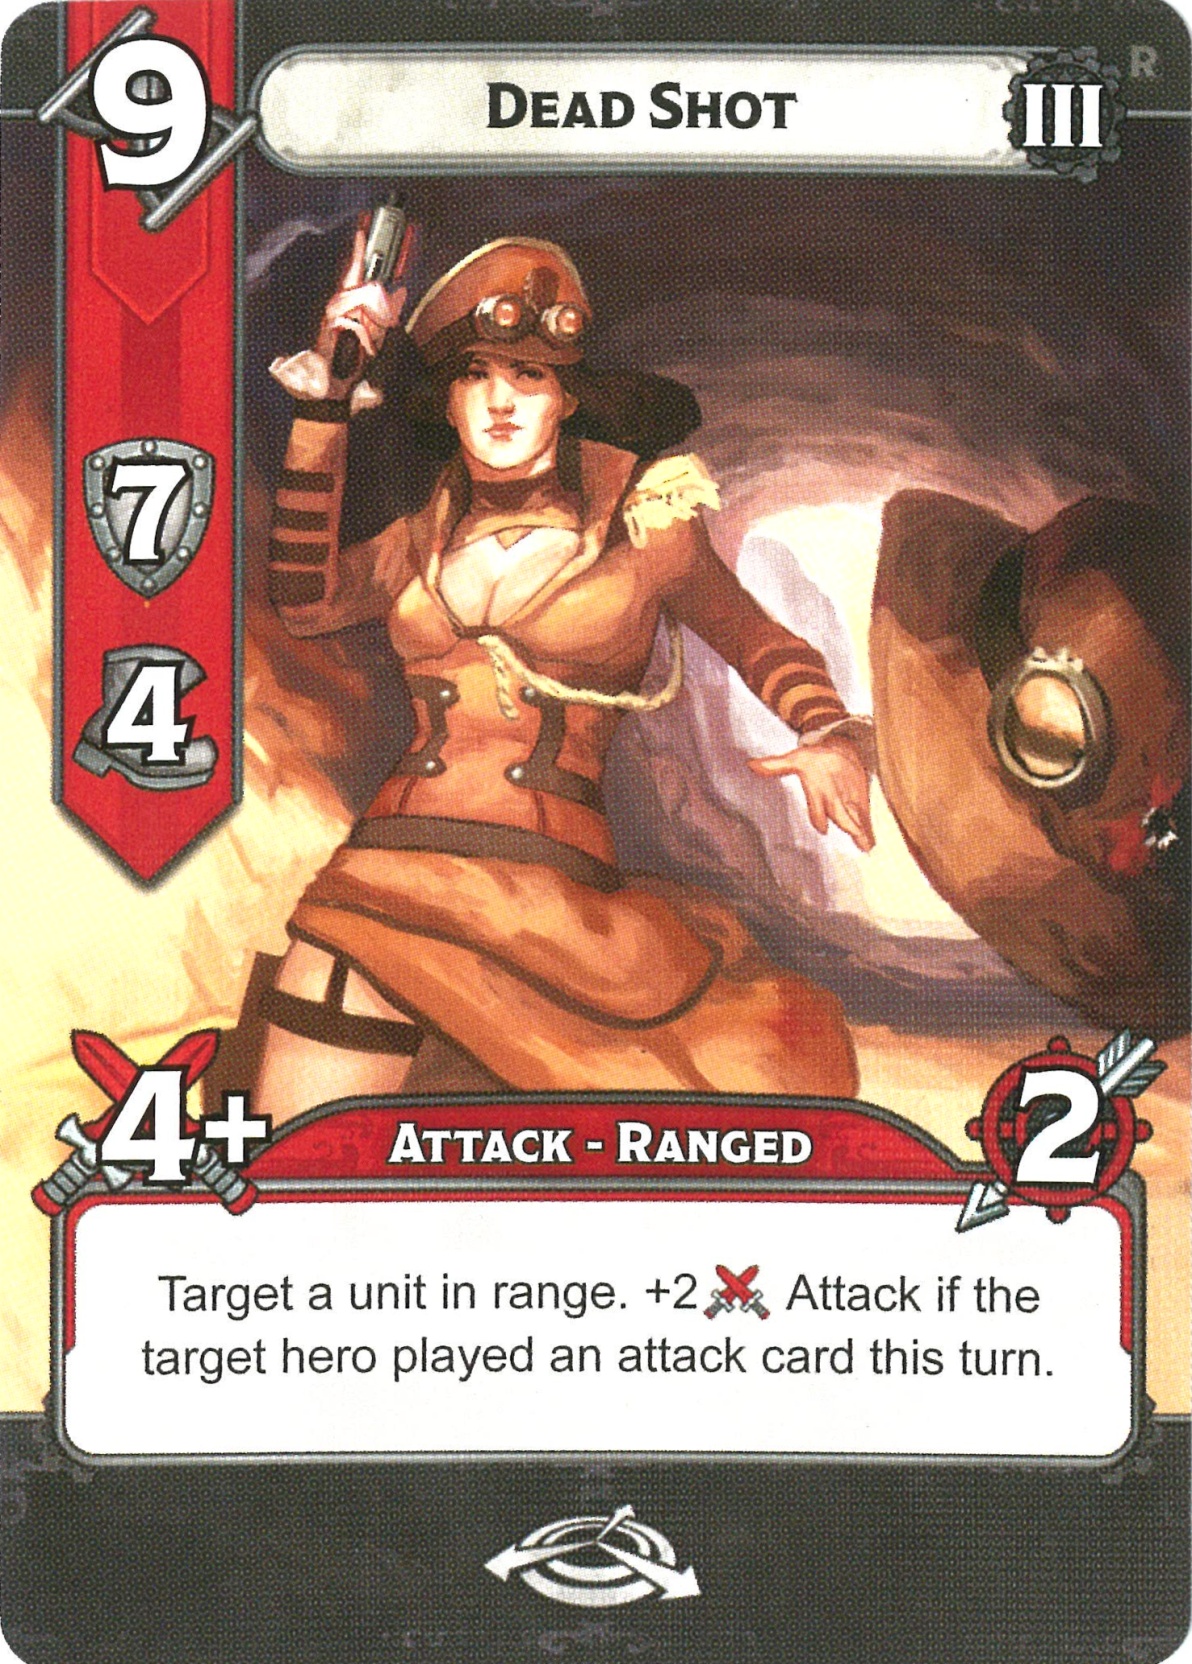 9
DEAD SHOT
III
R
7
4
4+
ATTACK - RANGED
2
Target a unit in range. +2 Attack if the
target hero played an attack card this turn.